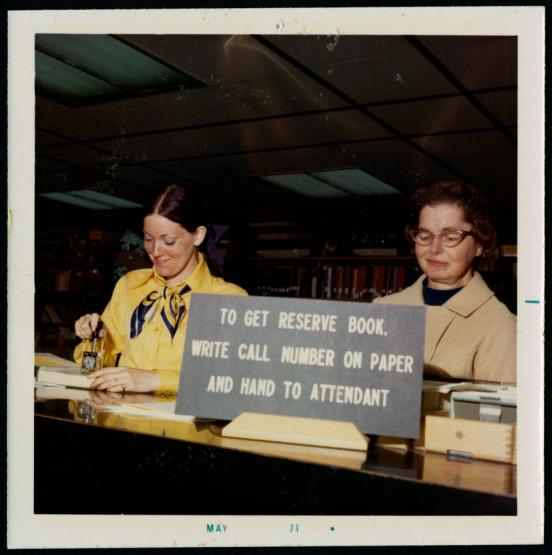 TO GET RESERVE BOOK.
WRITE CALL NUMBER ON PAPER
AND HAND TO ATTENDANT
MAY 71